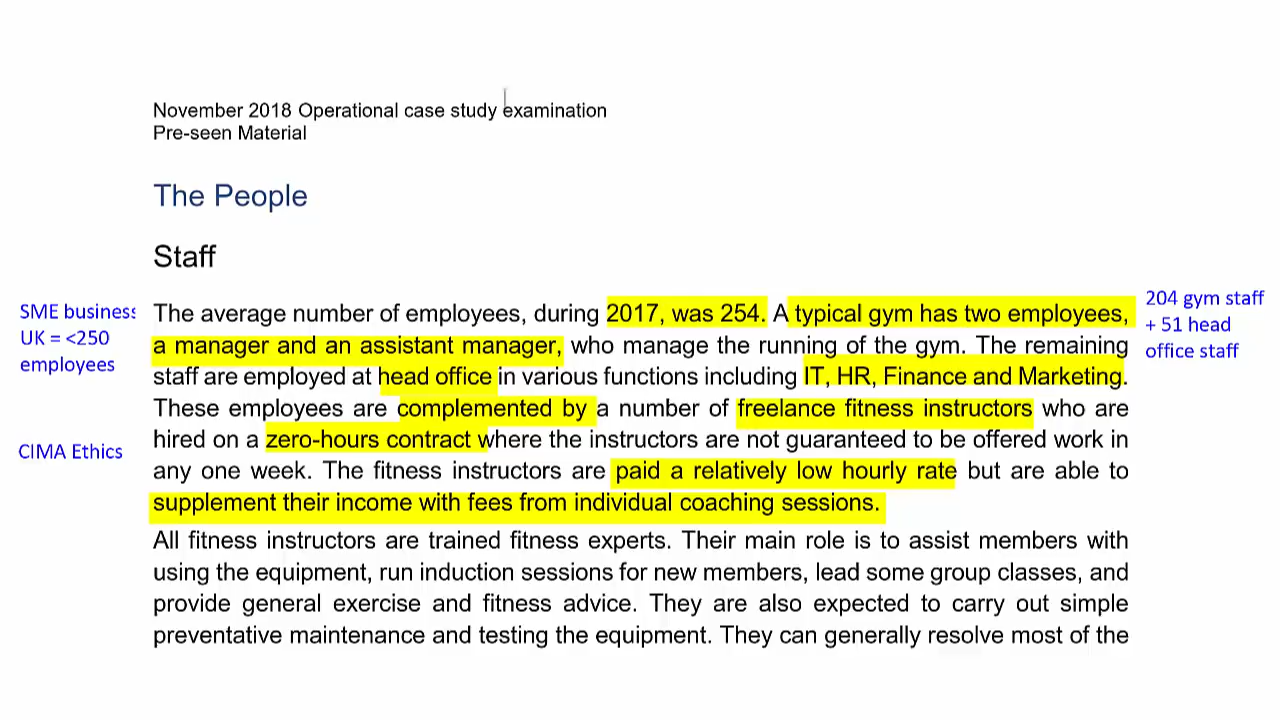 November 2018 Operational case study examination
Pre-seen Material
The People
Staff
SME business
UK = <250
employees
CIMA Ethics
The average number of employees, during 2017, was 254. A typical gym has two employees,
a manager and an assistant manager, who manage the running of the gym. The remaining
staff are employed at head office in various functions including IT, HR, Finance and Marketing.
These employees are complemented by a number of freelance fitness instructors who are
hired on a zero-hours contract where the instructors are not guaranteed to be offered work in
any one week. The fitness instructors are paid a relatively low hourly rate but are able to
supplement their income with fees from individual coaching sessions.
204 gym staff
+ 51 head
office staff
All fitness instructors are trained fitness experts. Their main role is to assist members with
using the equipment, run induction sessions for new members, lead some group classes, and
provide general exercise and fitness advice. They are also expected to carry out simple
preventative maintenance and testing the equipment. They can generally resolve most of the